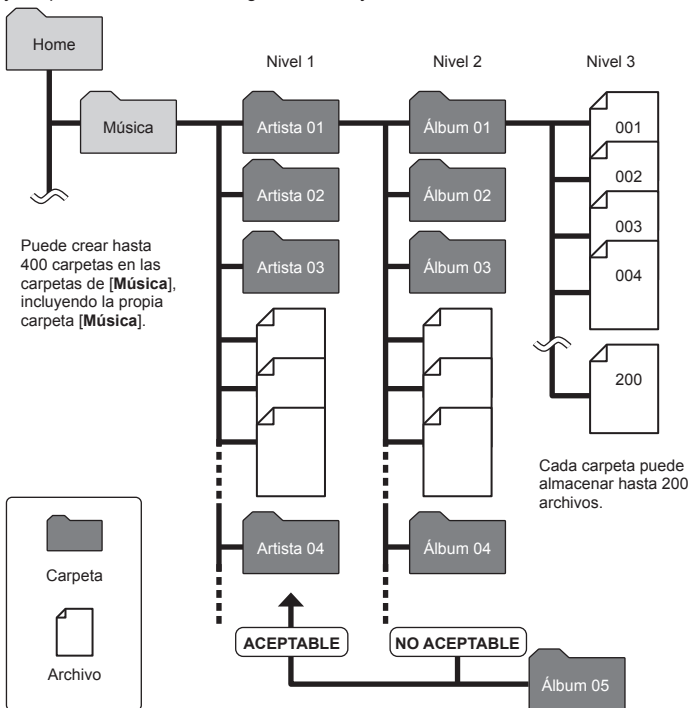 Home
Nivel 1
Nivel 2
Nivel 3
Música
Artista 01
Álbum 01
001
Artista 02
Álbum 02
002
Artista 03
Álbum 03
003
004
Puede crear hasta
400 carpetas en las
carpetas de [Música],
incluyendo la propia
carpeta [Música].
200
Cada carpeta puede
almacenar hasta 200
archivos.
Artista 04
Álbum 04
Carpeta
Archivo
ACEPTABLE
NO ACEPTABLE
Álbum 05